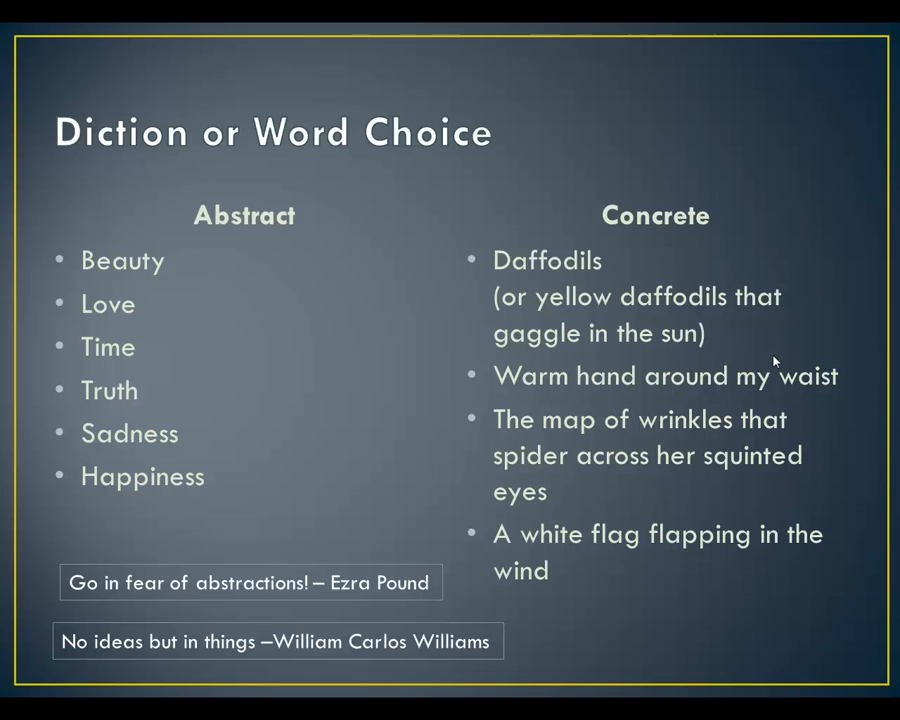 Diction or Word Choice
Abstract
• Beauty
• Love
• Time
• Truth
• Sadness
• Happiness
Go in fear of abstractions! – Ezra Pound
No ideas but in things –William Carlos Williams
Concrete
• Daffodils
(or yellow daffodils that
gaggle in the sun)
• Warm hand around my waist
• The map of wrinkles that
spider across her squinted
eyes
• A white flag flapping in the
wind